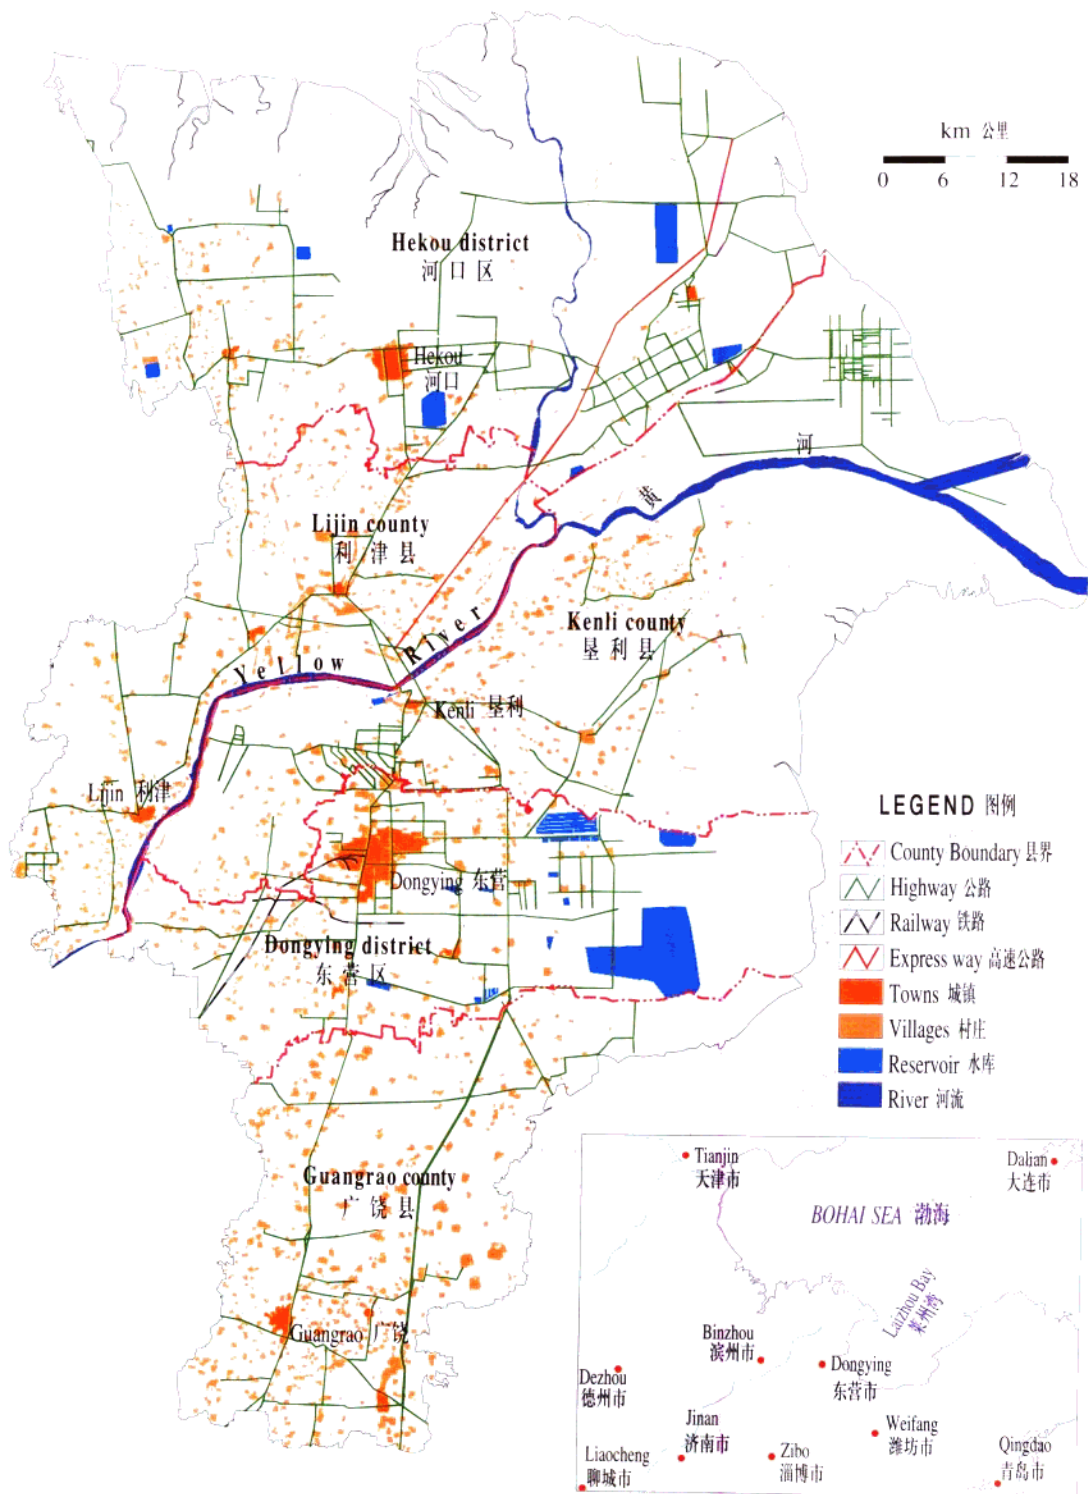 km 公里
0 6 12 18
Hekou district
河口区
Hekou
河口
河
黄
Lijin county
利津县
Kenli county
垦利县
Yellow River
Kenli 垦利
Lijin 利津
Dongying 东营
Dongying district
东营区
Guangrao county
广饶县
Guangrao 广饶
LEGEND 图例
County Boundary 县界
Highway 公路
Railway 铁路
Express way 高速公路
Towns 城镇
Villages 村庄
Reservoir 水库
River 河流
Tianjin
天津市
Dalian
大连市
BOHAI SEA 渤海
Laizhou Bay
莱州湾
Binzhou
滨州市
Dongying
东营市
Dezhou
德州市
Jinan
济南市
Weifang
潍坊市
Liaocheng
聊城市
Zibo
淄博市
Qingdao
青岛市